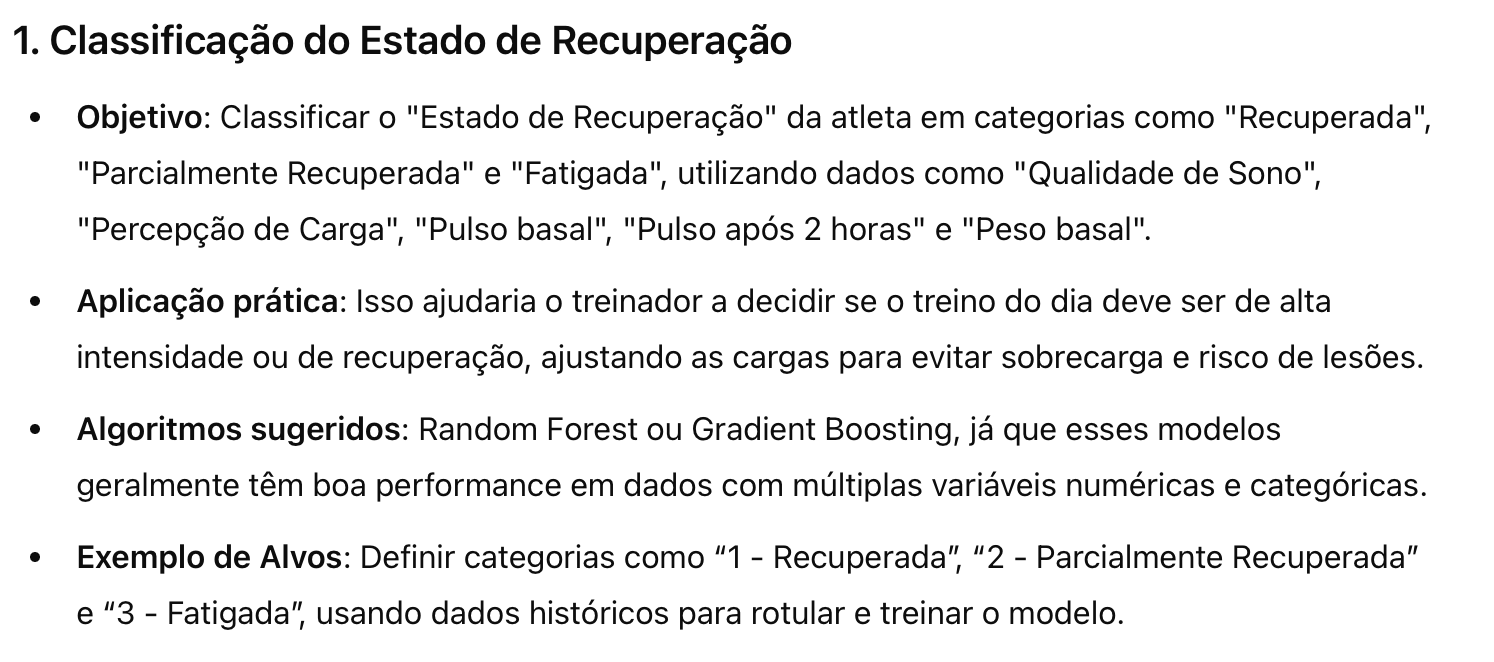 1. Classificação do Estado de Recuperação
• Objetivo: Classificar o "Estado de Recuperação" da atleta em categorias como "Recuperada",
"Parcialmente Recuperada" e "Fatigada", utilizando dados como "Qualidade de Sono",
"Percepção de Carga", "Pulso basal", "Pulso após 2 horas" e "Peso basal".
• Aplicação prática: Isso ajudaria o treinador a decidir se o treino do dia deve ser de alta
intensidade ou de recuperação, ajustando as cargas para evitar sobrecarga e risco de lesões.
• Algoritmos sugeridos: Random Forest ou Gradient Boosting, já que esses modelos
geralmente têm boa performance em dados com múltiplas variáveis numéricas e categóricas.
• Exemplo de Alvos: Definir categorias como “1 - Recuperada”, “2 - Parcialmente Recuperada”
e “3 - Fatigada”, usando dados históricos para rotular e treinar o modelo.